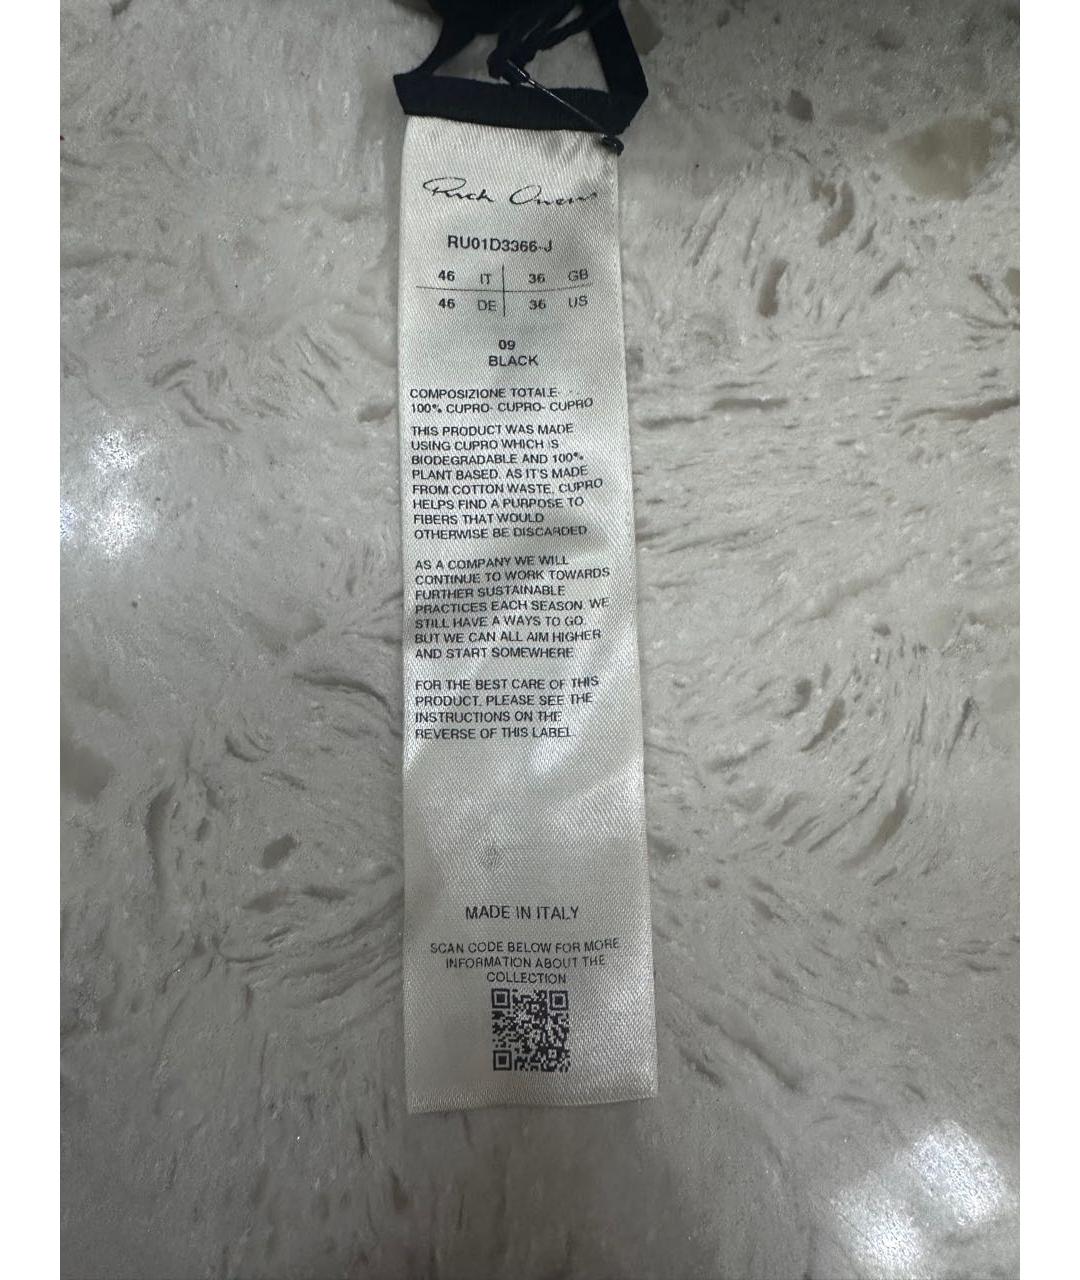 Rick Owens
RU01D3366-J
46 IT 36 GB
46 DE 36 US
09
BLACK
COMPOSIZIONE TOTALE:
100% CUPRO- CUPRO- CUPRO
THIS PRODUCT WAS MADE
USING CUPRO WHICH IS
BIODEGRADABLE AND 100%
PLANT BASED. AS IT'S MADE
FROM COTTON WASTE, CUPRO
HELPS FIND A PURPOSE TO
FIBERS THAT WOULD
OTHERWISE BE DISCARDED
AS A COMPANY WE WILL
CONTINUE TO WORK TOWARDS
FURTHER SUSTAINABLE
PRACTICES EACH SEASON. WE
STILL HAVE A WAYS TO GO.
BUT WE CAN ALL AIM HIGHER
AND START SOMEWHERE
FOR THE BEST CARE OF THIS
PRODUCT, PLEASE SEE THE
INSTRUCTIONS ON THE
REVERSE OF THIS LABEL
MADE IN ITALY
SCAN CODE BELOW FOR MORE
INFORMATION ABOUT THE
COLLECTION